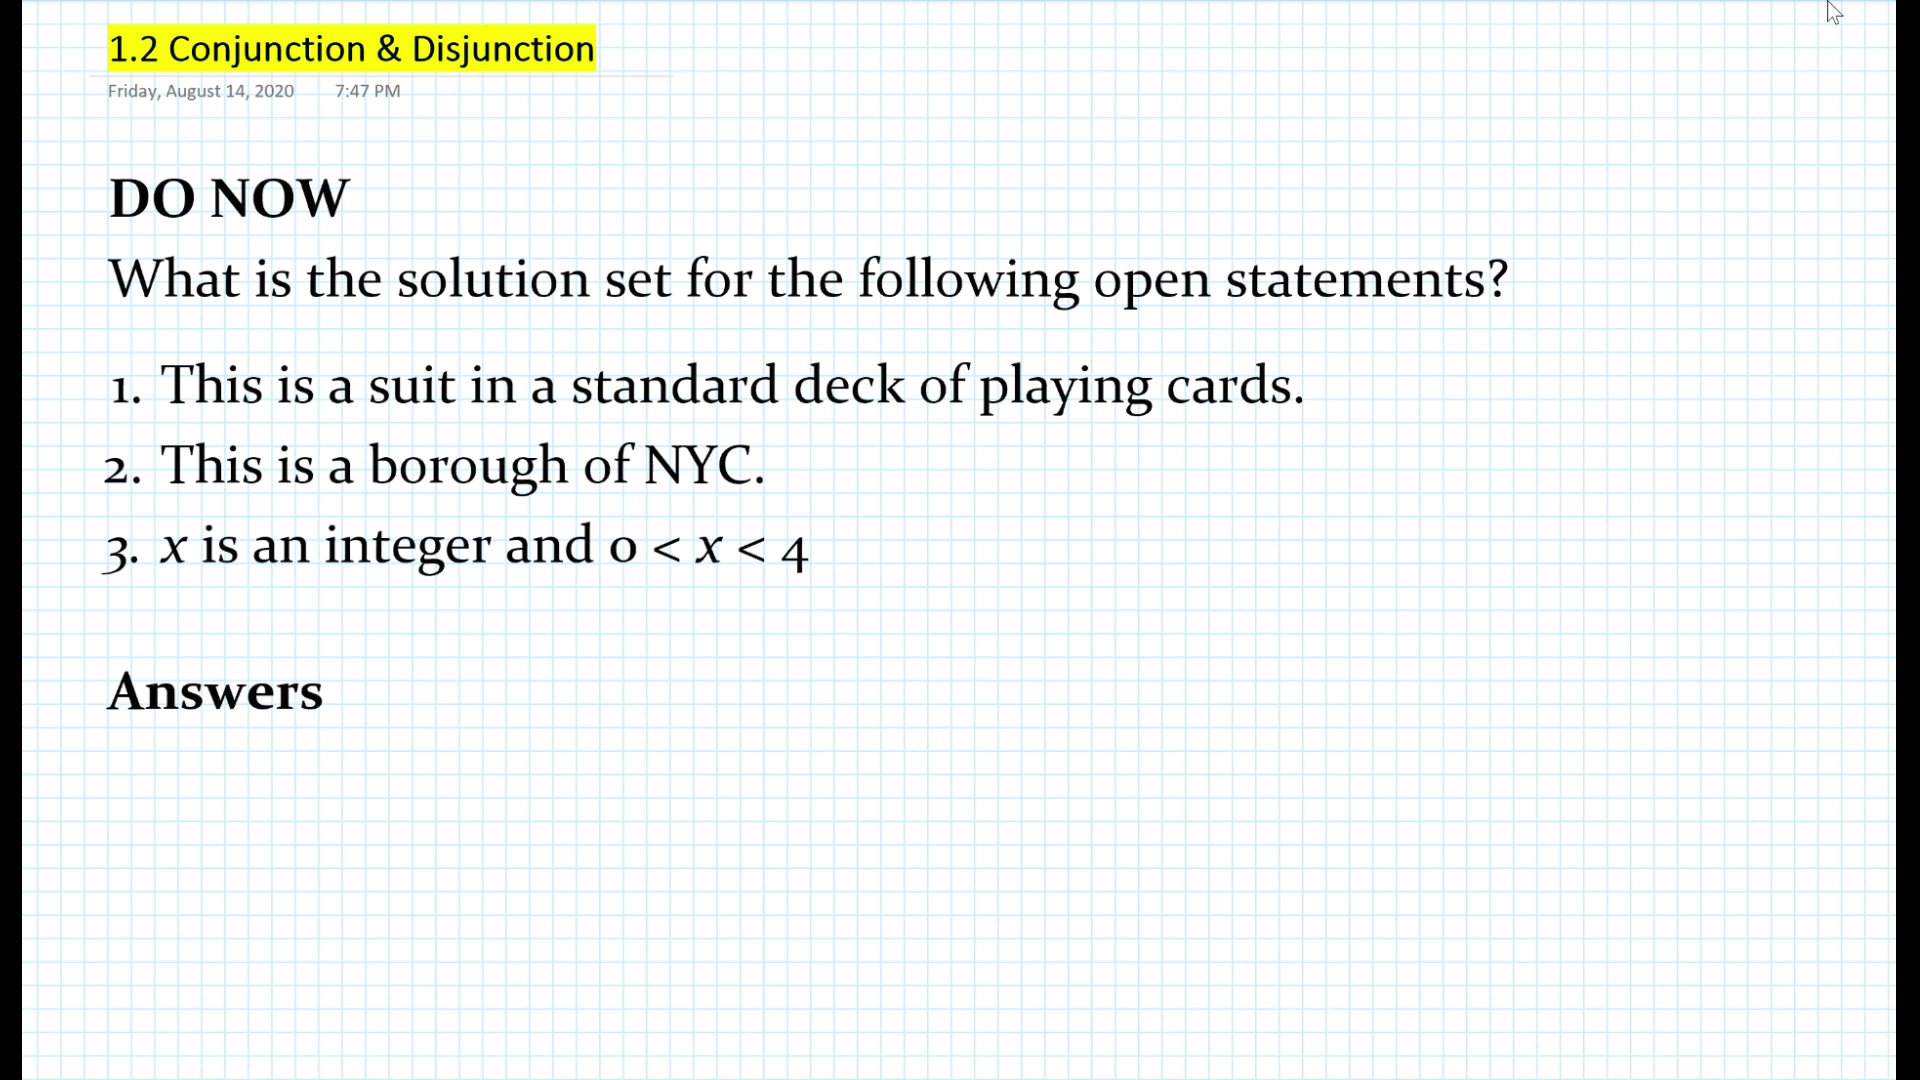 1.2 Conjunction & Disjunction
Friday, August 14, 2020 7:47 PM
DO NOW
What is the solution set for the following open statements?
1. This is a suit in a standard deck of playing cards.
2. This is a borough of NYC.
3. x is an integer and 0 < x < 4
Answers